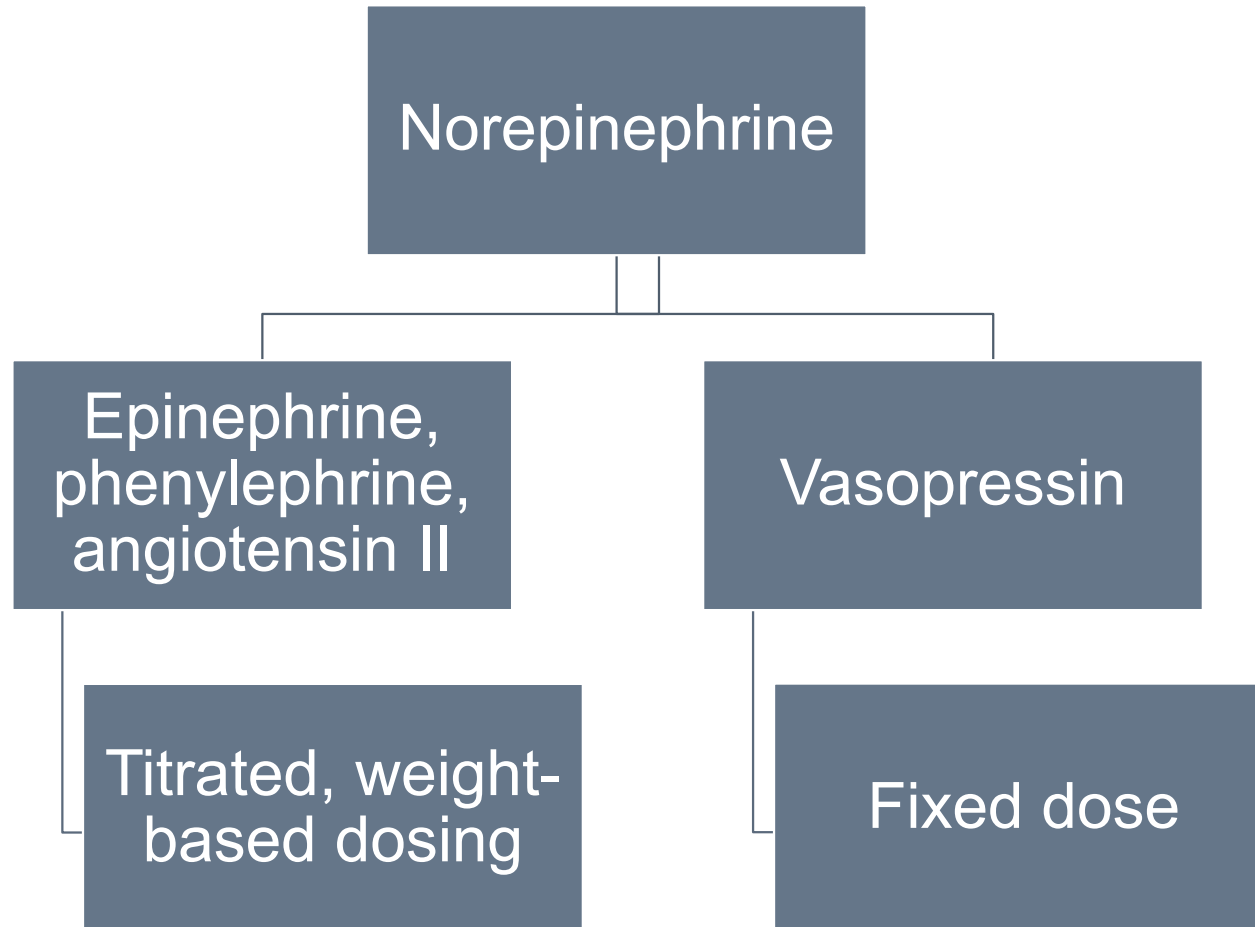 Norepinephrine
Epinephrine,
phenylephrine,
angiotensin II
Vasopressin
Titrated, weight-
based dosing
Fixed dose